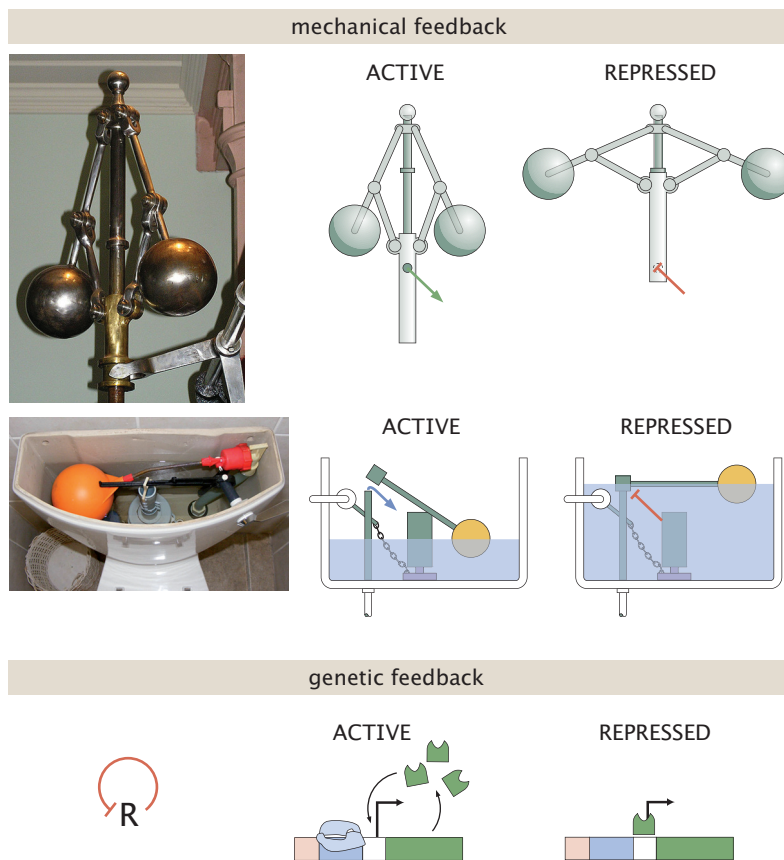 mechanical feedback
ACTIVE
REPRESSED
ACTIVE
REPRESSED
genetic feedback
ACTIVE
REPRESSED
R